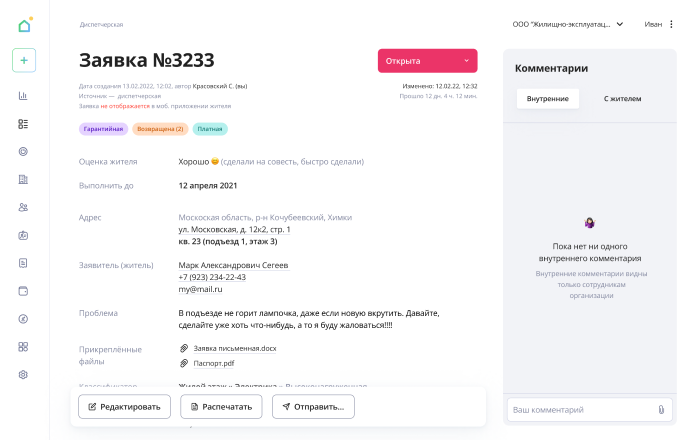 Диспетчерская
ООО "Жилищно-эксплуатац...
Иван
Заявка №3233
Открыта
Дата создания 13.02.2022, 12:02, автор Красовский С. (вы)
Источник — диспетчерская
Заявка не отображается в моб. приложении жителя
Изменено: 12.02.22, 12:32
Прошло 12 дн. 4 ч. 12 мин.
Гарантийная
Возвращена (2)
Платная
Оценка жителя
Хорошо 😊 (сделали на совесть, быстро сделали)
Выполнить до
12 апреля 2021
Адрес
Москоская область, р-н Кочубеевский, Химки
ул. Московская, д. 12к2, стр. 1
кв. 23 (подъезд 1, этаж 3)
Заявитель (житель)
Марк Александрович Сегеев
+7 (923) 234-22-43
my@mail.ru
Проблема
В подъезде не горит лампочка, даже если новую вкрутить. Давайте,
сделайте уже хоть что-нибудь, а то я буду жаловаться!!!!
Прикреплённые
файлы
Заявка письменная.docx
Паспорт.pdf
Редактировать
Распечатать
Отправить...
Комментарии
Внутренние
С жителем
Пока нет ни одного
внутреннего комментария
Внутренние комментарии видны
только сотрудникам
организации
Ваш комментарий